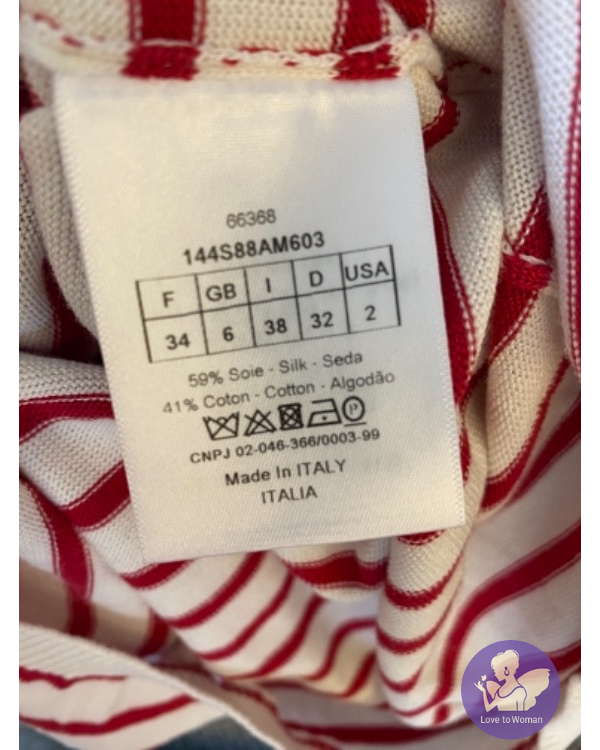 66368
144S88AM603
F GB I D USA
34 6 38 32 2
59% Soie - Silk - Seda
41% Coton - Cotton - Algodão
P
CNPJ 02-046-366/0003-99
Made In ITALY
ITALIA
Love to Woman